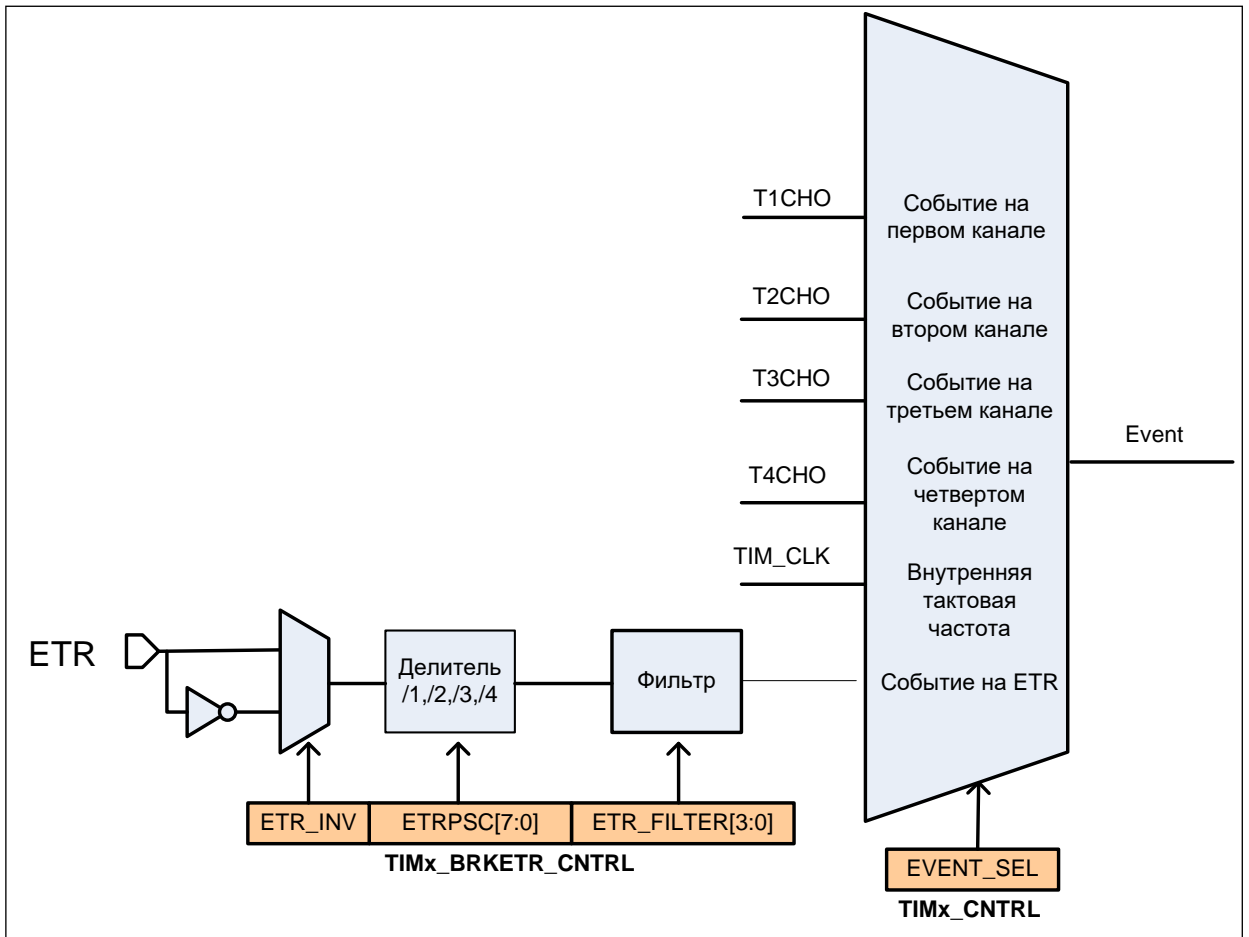 T1CHO
Событие на
первом канале
T2CHO
Событие на
втором канале
T3CHO
Событие на
третьем канале
Event
T4CHO
Событие на
четвертом
канале
TIM_CLK
Внутренняя
тактовая
частота
ETR
Делитель
/1,/2,/3,/4
Фильтр
Событие на ETR
ETR_INV
ETRPSC[7:0]
ETR_FILTER[3:0]
TIMx_BRKETR_CNTRL
EVENT_SEL
TIMx_CNTRL